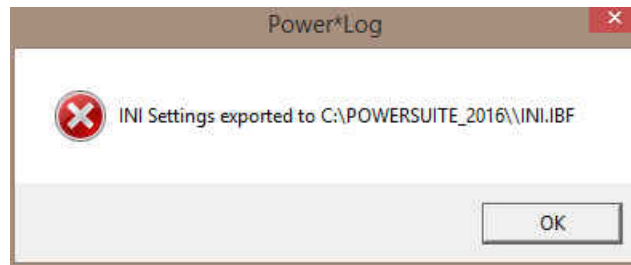 Power*Log
INI Settings exported to C:\POWERSUITE_2016\\INI.IBF
OK